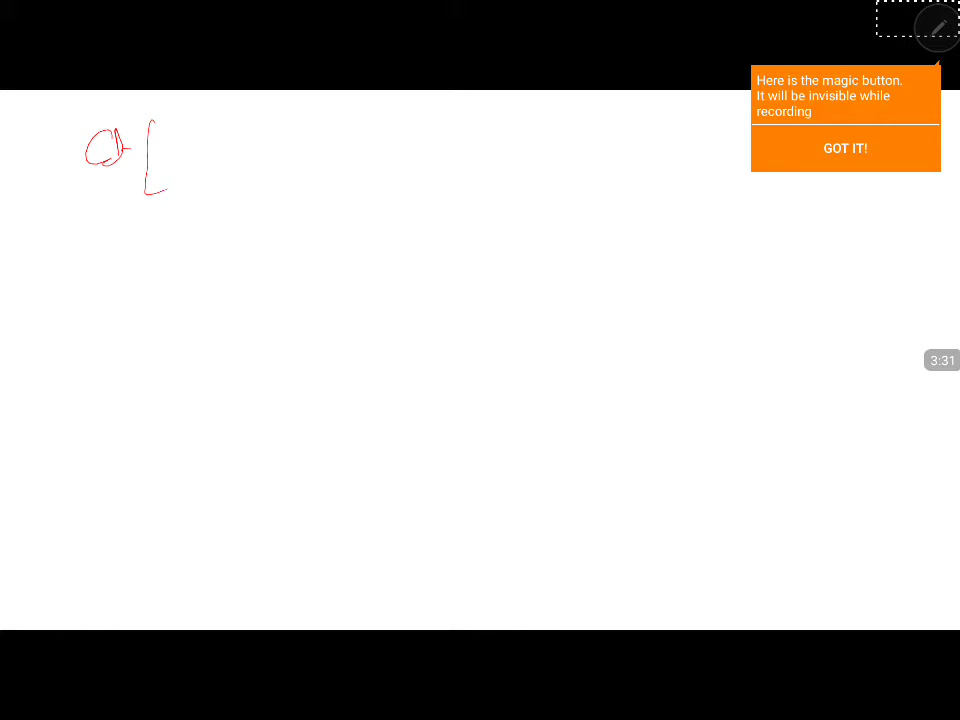 Here is the magic button.
It will be invisible while
recording
GOT IT!
3:31